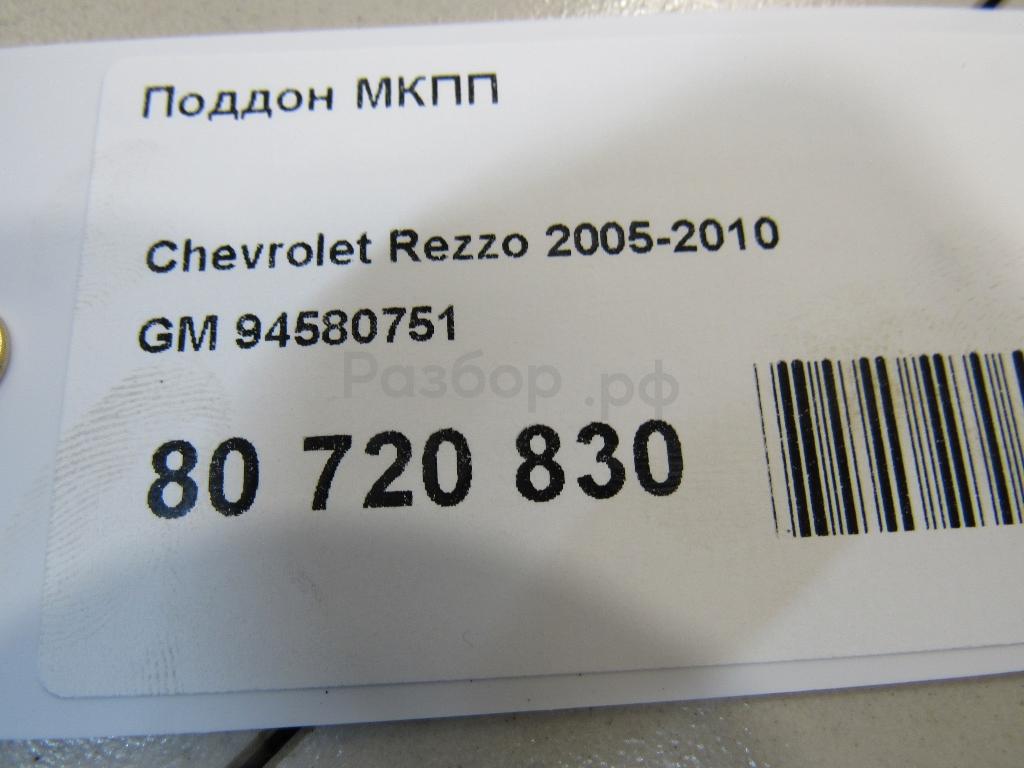 Поддон МКПП
Chevrolet Rezzo 2005-2010
GM 94580751
Разбор.рф
80 720 830